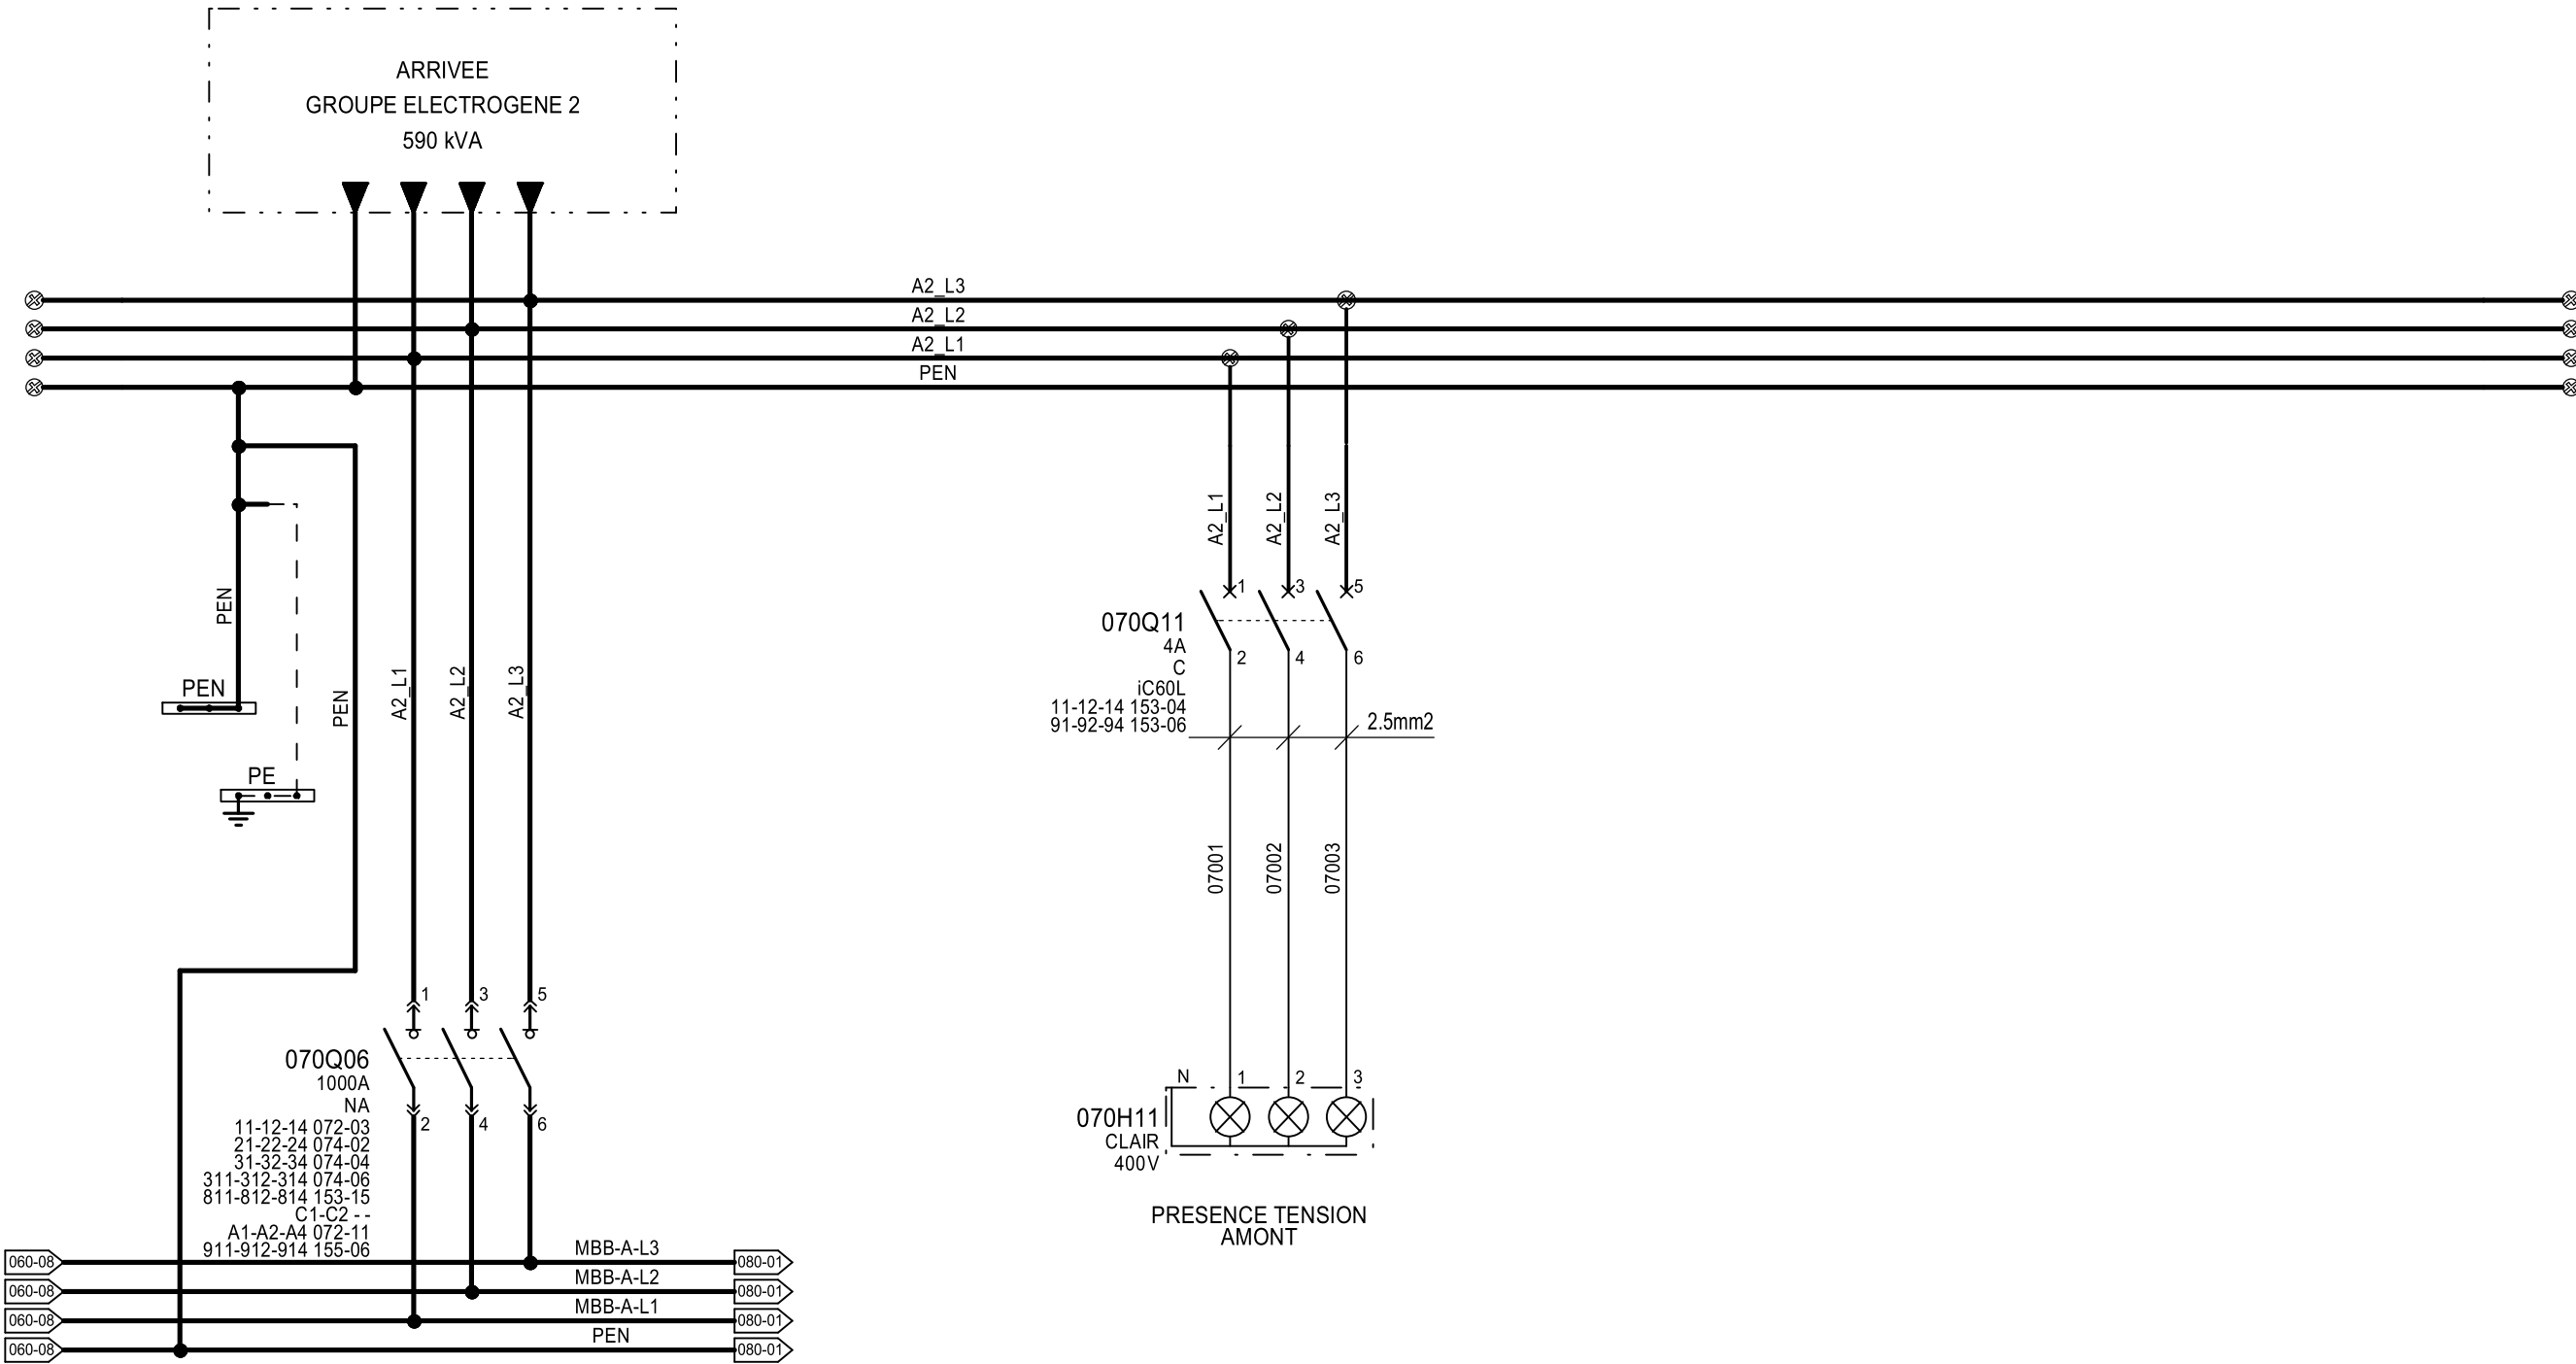 ARRIVEE
GROUPE ELECTROGENE 2
590 kVA
A2_L3
A2_L2
A2_L1
PEN
PEN
PEN
PE
PEN
A2_L1
A2_L2
A2_L3
A2_L1
A2_L2
A2_L3
1
3
5
070Q11
4A
C
iC60L
11-12-14 153-04
91-92-94 153-06
2
4
6
2.5mm2
07001
07002
07003
1
3
5
070Q06
1000A
NA
11-12-14 072-03
21-22-24 074-02
31-32-34 074-04
311-312-314 074-06
811-812-814 153-15
C1-C2 --
A1-A2-A4 072-11
911-912-914 155-06
2
4
6
N
1
2
3
070H11
CLAIR
400V
PRESENCE TENSION
AMONT
060-08
MBB-A-L3
080-01
060-08
MBB-A-L2
080-01
060-08
MBB-A-L1
080-01
060-08
PEN
080-01